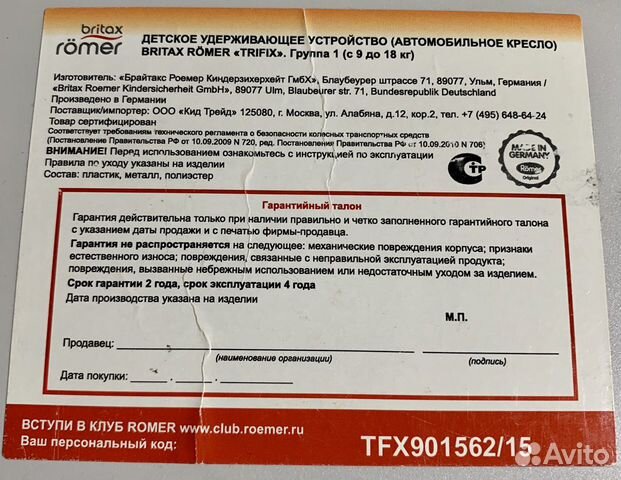 britax
römer
ДЕТСКОЕ УДЕРЖИВАЮЩЕЕ УСТРОЙСТВО (АВТОМОБИЛЬНОЕ КРЕСЛО)
BRITAX RÖMER «TRIFIX». Группа 1 (с 9 до 18 кг)
Изготовитель: «Брайтакс Роемер Киндерзихерхейт ГмбХ», Блаубеурер штрассе 71, 89077, Ульм, Германия /
«Britax Roemer Kindersicherheit GmbH», 89077 Ulm, Blaubeurer str. 71, Bundesrepublik Deutschland
Произведено в Германии
Поставщик/импортер: ООО «Кид Трейд» 125080, г. Москва, ул. Алабяна, д.12, кор.2, тел. +7 (495) 648-64-24
Товар сертифицирован
Соответствует требованиям технического регламента о безопасности колесных транспортных средств
(Постановление Правительства РФ от 10.09.2009 N 720, ред. Постановления Правительства РФ от 10.09.2010 N 706)
ВНИМАНИЕ! Перед использованием ознакомьтесь с инструкцией по эксплуатации
Правила по уходу указаны на изделии
Состав: пластик, металл, полиэстер
MADE IN
GERMANY
Römer
Original
Гарантийный талон
Гарантия действительна только при наличии правильно и четко заполненного гарантийного талона
с указанием даты продажи и с печатью фирмы-продавца.
Гарантия не распространяется на следующее: механические повреждения корпуса; признаки
естественного износа; повреждения, связанные с неправильной эксплуатацией продукта;
повреждения, вызванные небрежным использованием или недостаточным уходом за изделием.
Срок гарантии 2 года, срок эксплуатации 4 года
Дата производства указана на изделии
М.П.
Продавец:
(наименование организации) (подпись)
Дата покупки: . .
ВСТУПИ В КЛУБ ROMER www.club.roemer.ru
Ваш персональный код: TFX901562/15
Avito